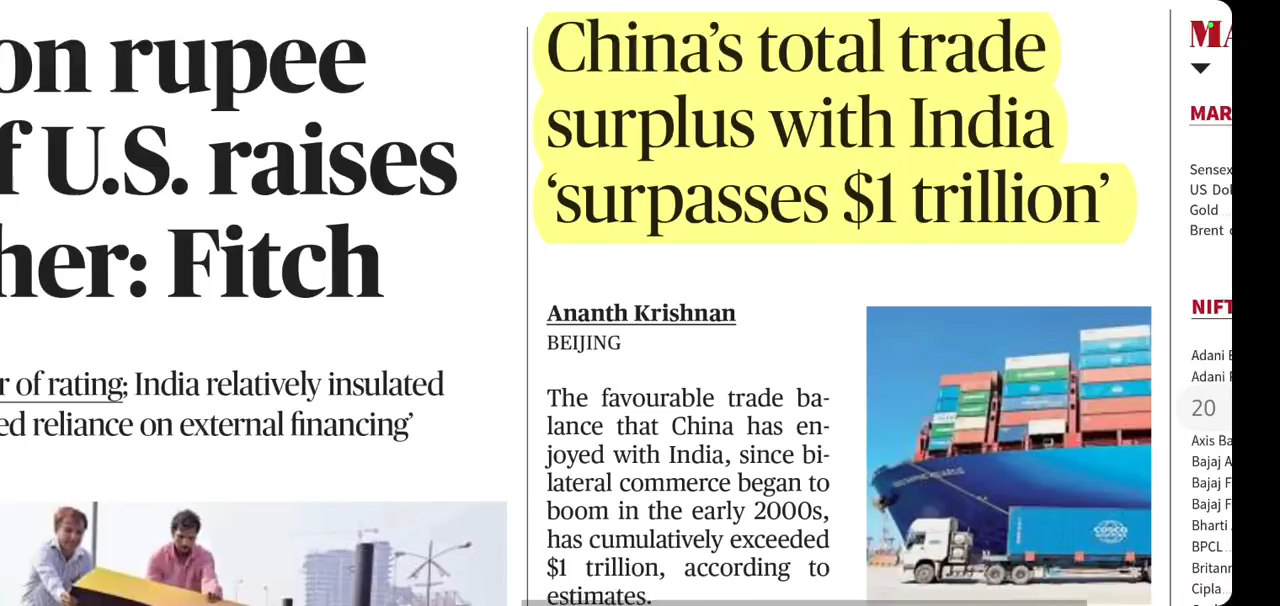 on rupee
f U.S. raises
her: Fitch
r of rating; India relatively insulated
ed reliance on external financing'
China's total trade
surplus with India
'surpasses $1 trillion'
Ananth Krishnan
BEIJING
The favourable trade ba-
lance that China has en-
joyed with India, since bi-
lateral commerce began to
boom in the early 2000s,
has cumulatively exceeded
$1 trillion, according to
estimates.
COSCO
MA
MAR
Sensex
US Dol
Gold
Brent
NIFT
Adani
Adani
20
Axis Ba
Bajaj A
Bajaj F
Bajaj F
Bharti
BPCL
Britann
Cipla